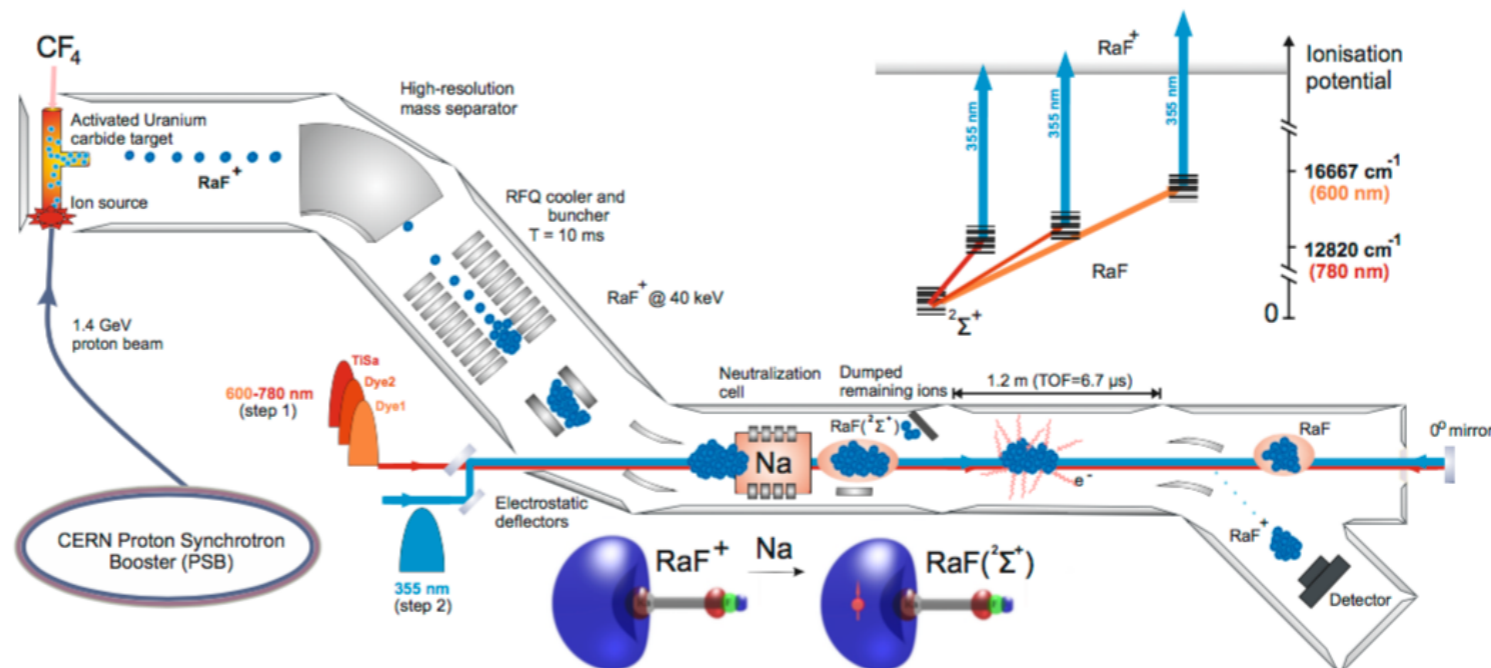 CF4
Activated Uranium
carbide target
RaF+
Ion source
1.4 GeV
proton beam
CERN Proton Synchrotron
Booster (PSB)
High-resolution
mass separator
RFQ cooler and
buncher
T = 10 ms
RaF+ @ 40 keV
TiSa
Dye2
Dye1
600-780 nm
(step 1)
355 nm
(step 2)
Electrostatic
deflectors
Neutralization
cell
Na
Dumped
remaining ions
RaF(²Σ⁺)
1.2 m (TOF=6.7 µs)
e-
RaF
0º mirror
RaF+
Detector
RaF+
Na
RaF(²Σ⁺)
RaF+
355 nm
355 nm
355 nm
RaF
²Σ⁺
Ionisation
potential
16667 cm-1
(600 nm)
12820 cm-1
(780 nm)
0